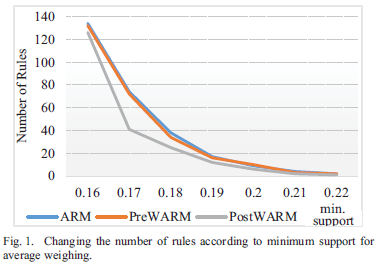 140
120
100
80
60
40
20
0
Number of Rules
0.16 0.17 0.18 0.19 0.2 0.21 0.22
min. support
ARM PreWARM PostWARM
Fig. 1. Changing the number of rules according to minimum support for
average weighing.